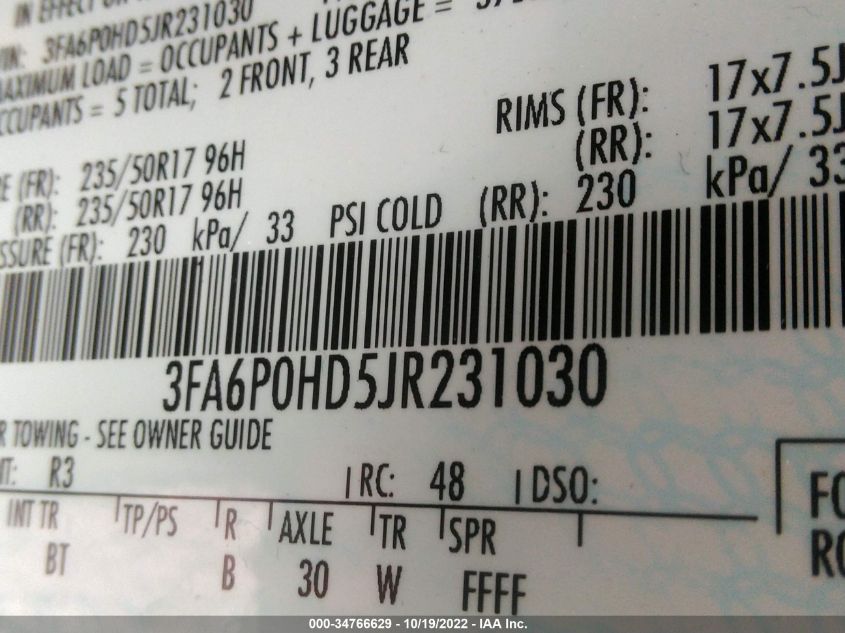 IN EFFECT
VIN: 3FA6P0HD5JR231030
MAXIMUM LOAD = OCCUPANTS + LUGGAGE =
OCCUPANTS = 5 TOTAL; 2 FRONT, 3 REAR
RIMS (FR): 17x7.5J
(RR): 17x7.5J
(FR): 235/50R17 96H
(RR): 235/50R17 96H
SSURE (FR): 230 kPa/ 33 PSI COLD (RR): 230 kPa/ 33
3FA6P0HD5JR231030
R TOWING - SEE OWNER GUIDE
R3 RC: 48 DSO:
INT TR TP/PS R AXLE TR SPR
BT B 30 W FFFF
000-34766629 - 10/19/2022 - IAA Inc.